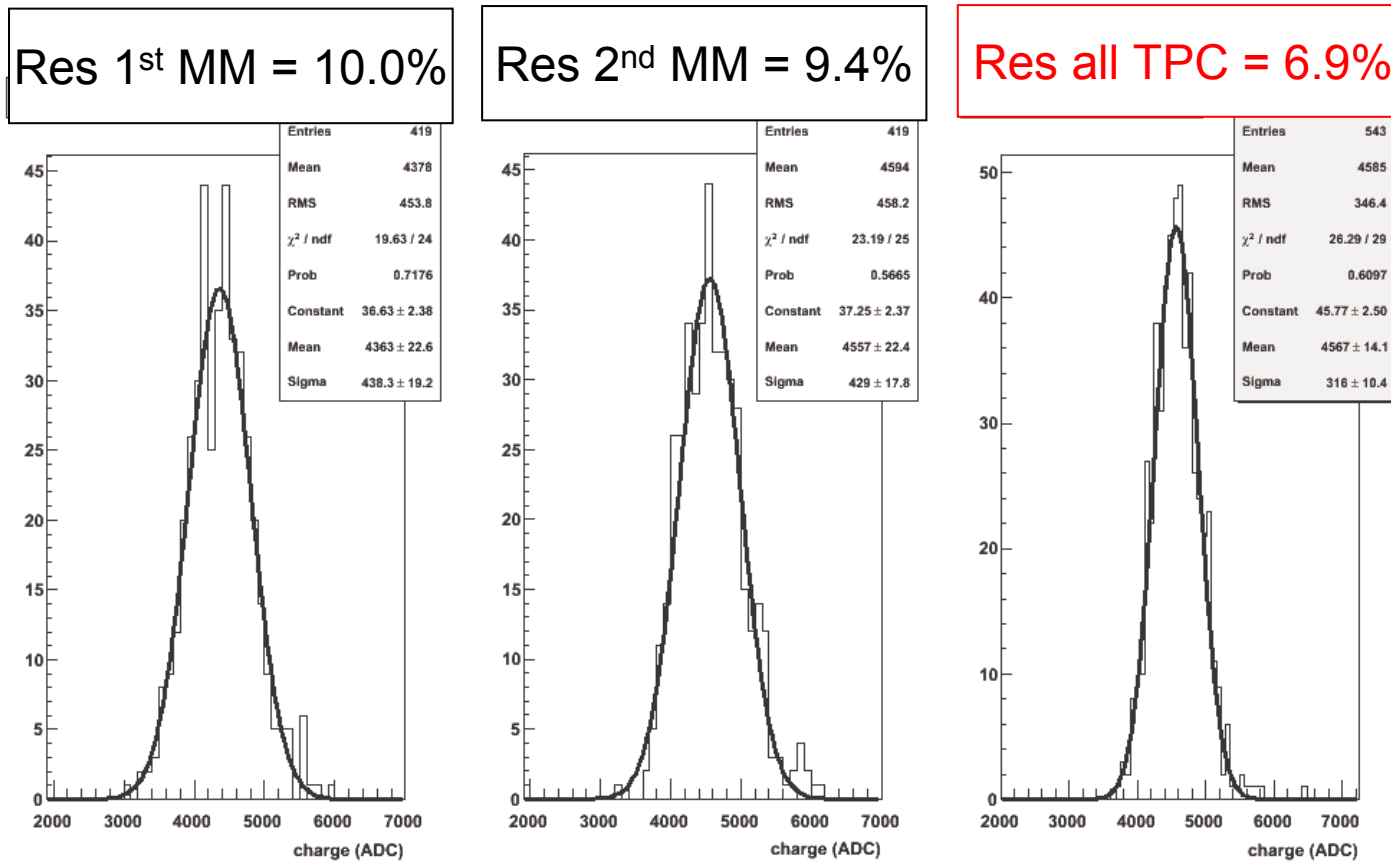 Res 1st MM = 10.0%
Entries 419
Mean 4378
RMS 453.8
χ² / ndf 19.63 / 24
Prob 0.7176
Constant 36.63 ± 2.38
Mean 4363 ± 22.6
Sigma 438.3 ± 19.2
45
40
35
30
25
20
15
10
5
0
2000 3000 4000 5000 6000 7000
charge (ADC)
Res 2nd MM = 9.4%
Entries 419
Mean 4594
RMS 458.2
χ² / ndf 23.19 / 25
Prob 0.5665
Constant 37.25 ± 2.37
Mean 4557 ± 22.4
Sigma 429 ± 17.8
45
40
35
30
25
20
15
10
5
0
2000 3000 4000 5000 6000 7000
charge (ADC)
Res all TPC = 6.9%
Entries 543
Mean 4585
RMS 346.4
χ² / ndf 26.29 / 29
Prob 0.6097
Constant 45.77 ± 2.50
Mean 4567 ± 14.1
Sigma 316 ± 10.4
50
40
30
20
10
0
2000 3000 4000 5000 6000 7000
charge (ADC)